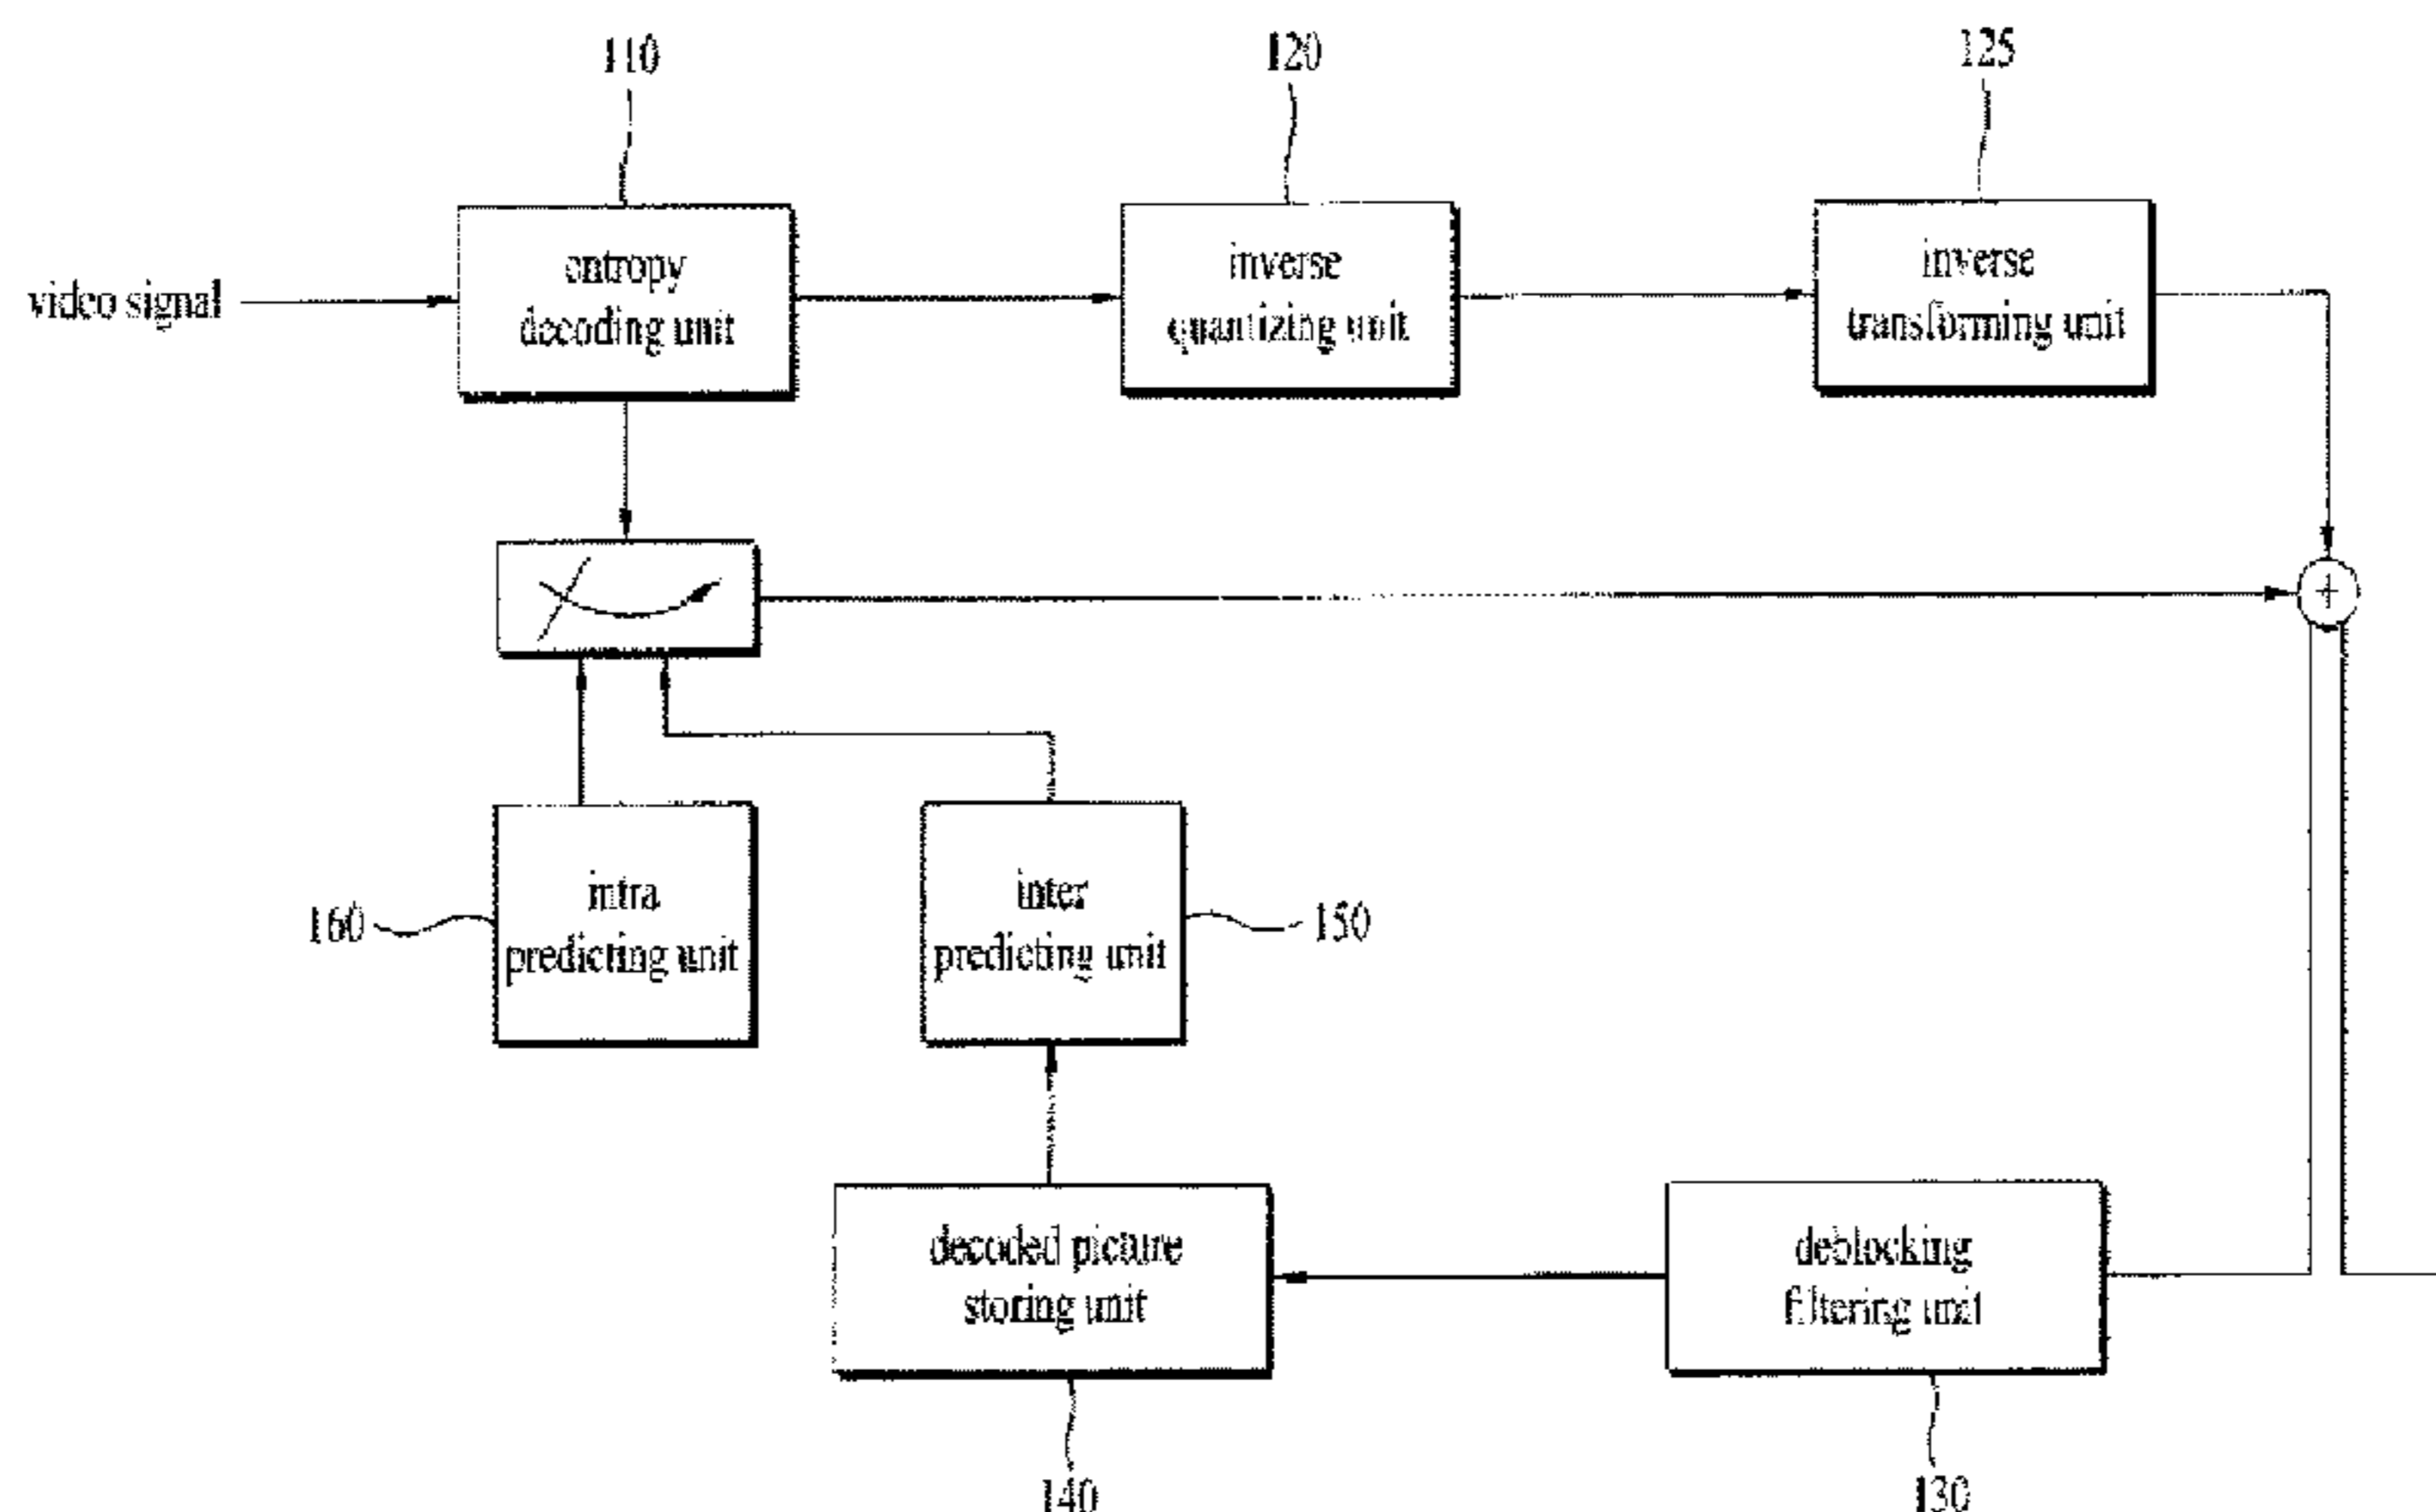 110
120
125
video signal
entropy
decoding unit
inverse
quantizing unit
inverse
transforming unit
+
160
intra
predicting unit
inter
predicting unit
150
decoded picture
storing unit
deblocking
filtering unit
140
130